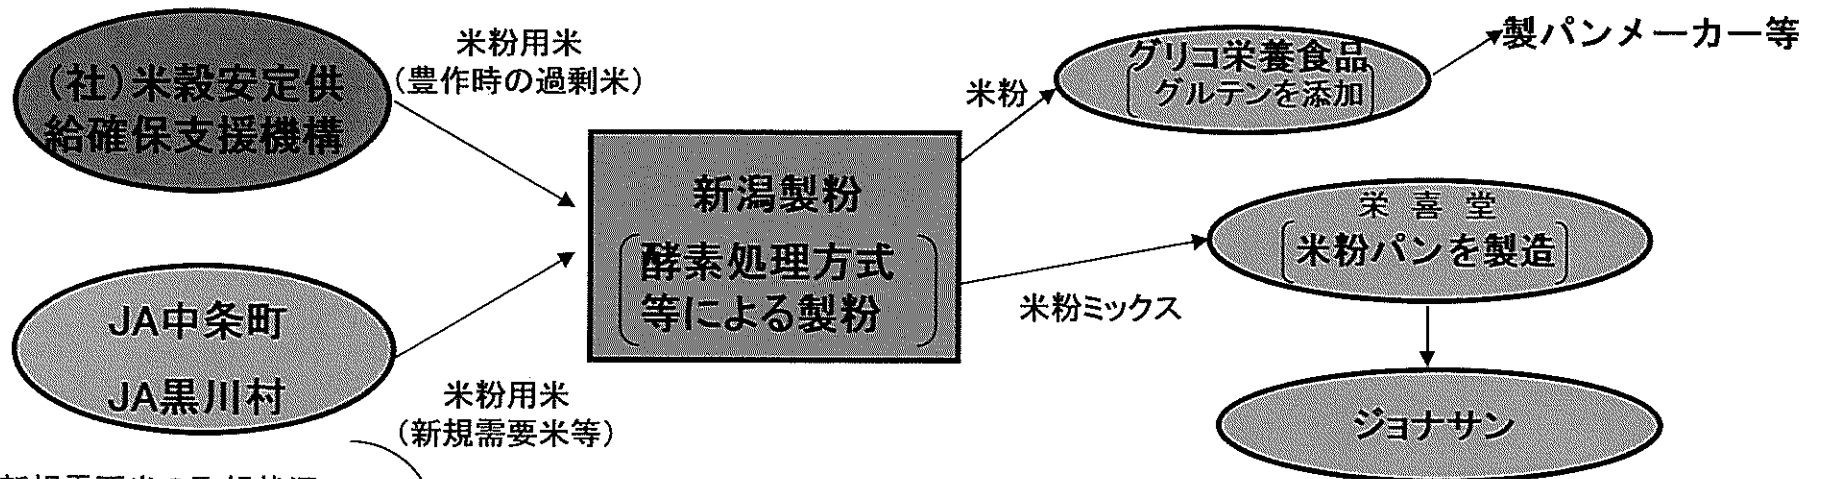 (社)米穀安定供
給確保支援機構
米粉用米
(豊作時の過剰米)
JA中条町
JA黒川村
米粉用米
(新規需要米等)
新潟製粉
酵素処理方式
等による製粉
米粉
グリコ栄養食品
グルテンを添加
製パンメーカー等
米粉ミックス
栄喜堂
米粉パンを製造
ジョナサン